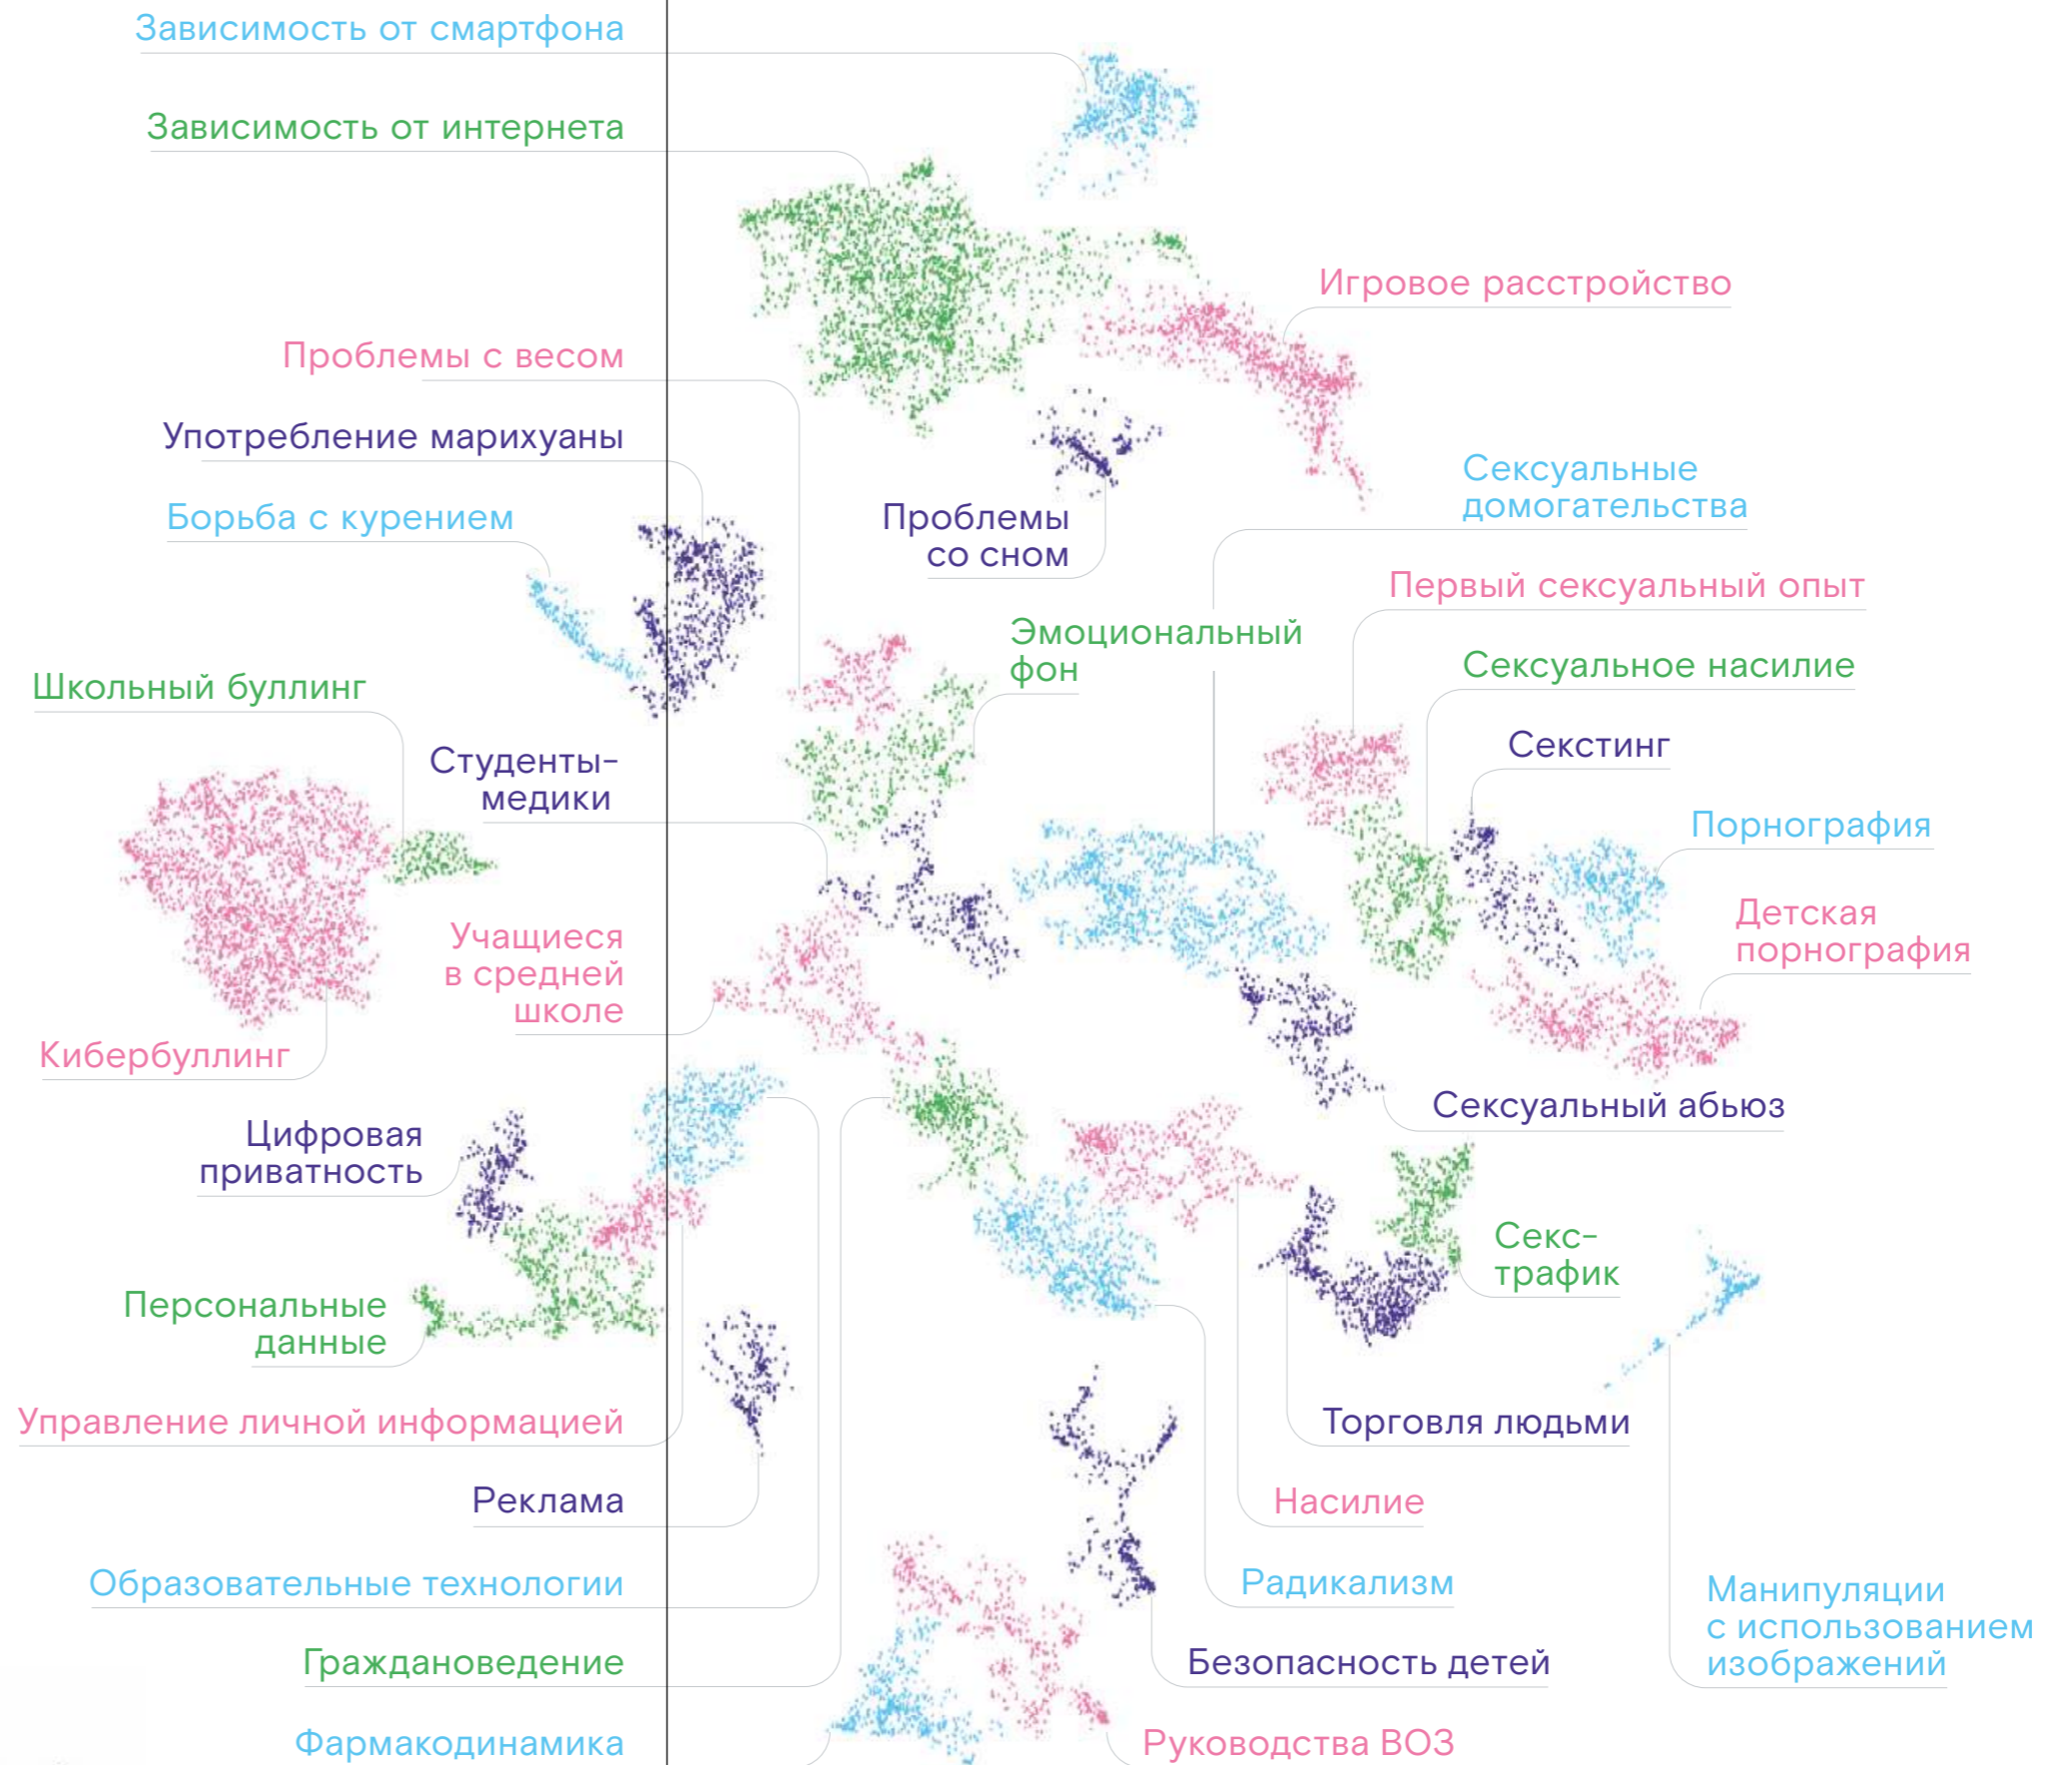 Зависимость от смартфона
Зависимость от интернета
Игровое расстройство
Проблемы с весом
Употребление марихуаны
Борьба с курением
Проблемы
со сном
Сексуальные
домогательства
Первый сексуальный опыт
Эмоциональный
фон
Сексуальное насилие
Школьный буллинг
Студенты-
медики
Секстинг
Порнография
Детская
порнография
Учащиеся
в средней
школе
Кибербуллинг
Сексуальный абьюз
Цифровая
приватность
Секс-
трафик
Персональные
данные
Управление личной информацией
Торговля людьми
Реклама
Насилие
Образовательные технологии
Радикализм
Манипуляции
с использованием
изображений
Граждановедение
Безопасность детей
Фармакодинамика
Руководства ВОЗ